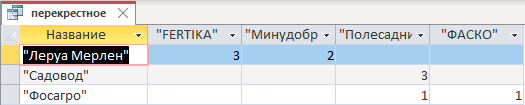 перекрестное
Название "FERTIKA" "Минудобр "Полесадни "ФАСКО"
"Леруа Мерлен" 3 2
"Садовод" 3
"Фосагро" 1 1